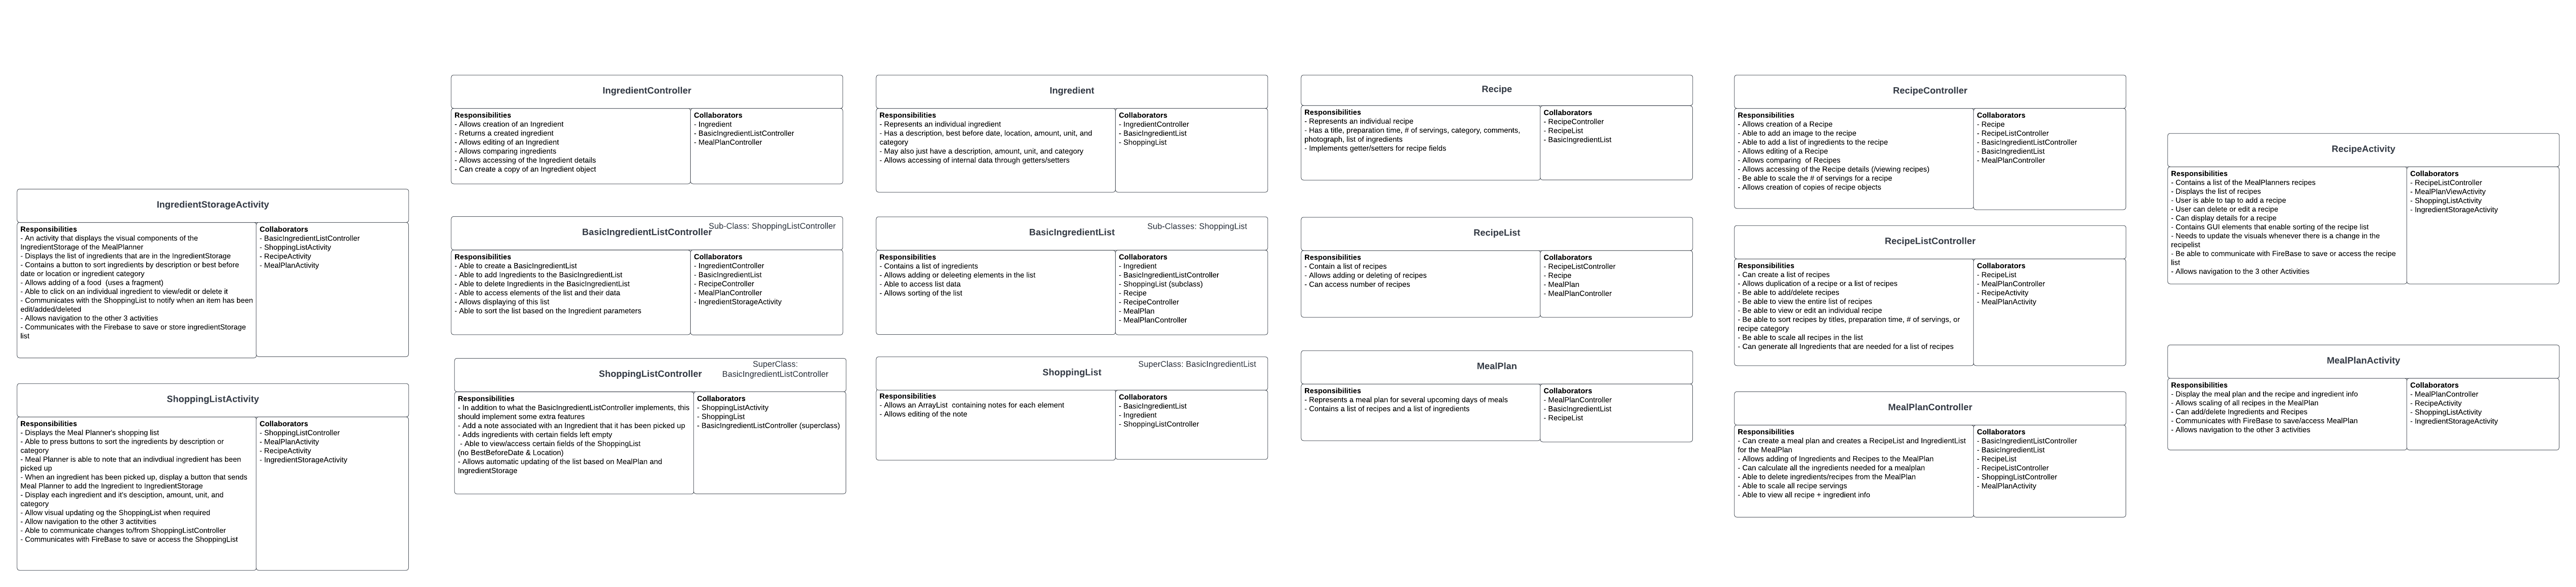 IngredientStorageActivity
Responsibilities
- An activity that displays the visual components of the
IngredientStorage of the MealPlanner
- Displays the list of ingredients that are in the IngredientStorage
- Contains a button to sort ingredients by description or best before
date or location or ingredient category
- Allows adding of a food  (uses a fragment)
- Able to click on an individual ingredient to view/edit or delete it
- Communicates with the ShoppingList to notify when an item has been
edit/added/deleted
- Allows navigation to the other 3 activities
- Communicates with the Firebase to save or store ingredientStorage
list
Collaborators
- BasicIngredientListController
- ShoppingListActivity
- RecipeActivity
- MealPlanActivity
ShoppingListActivity
Responsibilities
- Displays the Meal Planner's shopping list
- Able to press buttons to sort the ingredients by description or
category
- Meal Planner is able to note that an indivdiual ingredient has been
picked up
- When an ingredient has been picked up, display a button that sends
Meal Planner to add the Ingredient to IngredientStorage
- Display each ingredient and it's desciption, amount, unit, and
category
- Allow visual updating og the ShoppingList when required
- Allow navigation to the other 3 actitivities
- Able to communicate changes to/from ShoppingListController
- Communicates with FireBase to save or access the ShoppingList
Collaborators
- ShoppingListController
- MealPlanActivity
- RecipeActivity
- IngredientStorageActivity
IngredientController
Responsibilities
- Allows creation of an Ingredient
- Returns a created ingredient
- Allows editing of an Ingredient
- Allows comparing ingredients
- Allows accessing of the Ingredient details
- Can create a copy of an Ingredient object
Collaborators
- Ingredient
- BasicIngredientListController
- MealPlanController
Sub-Class: ShoppingListController
BasicIngredientListController
Responsibilities
- Able to create a BasicIngredientList
- Able to add Ingredients to the BasicIngredientList
- Able to delete Ingredients in the BasicIngredientList
- Able to access elements of the list and their data
- Allows displaying of this list
- Able to sort the list based on the Ingredient parameters
Collaborators
- IngredientController
- BasicIngredientList
- RecipeController
- MealPlanController
- IngredientStorageActivity
SuperClass:
BasicIngredientListController
ShoppingListController
Responsibilities
- In addition to what the BasicIngredientListController implements, this
should implement some extra features
- Add a note associated with an Ingredient that it has been picked up
- Adds ingredients with certain fields left empty
- Able to view/access certain fields of the ShoppingList
(no BestBeforeDate & Location)
- Allows automatic updating of the list based on MealPlan and
IngredientStorage
Collaborators
- ShoppingListActivity
- ShoppingList
- BasicIngredientListController (superclass)
Ingredient
Responsibilities
- Represents an individual ingredient
- Has a description, best before date, location, amount, unit, and
category
- May also just have a description, amount, unit, and category
- Allows accessing of internal data through getters/setters
Collaborators
- IngredientController
- BasicIngredientList
- ShoppingList
Sub-Classes: ShoppingList
BasicIngredientList
Responsibilities
- Contains a list of ingredients
- Allows adding or deleeting elements in the list
- Able to access list data
- Allows sorting of the list
Collaborators
- Ingredient
- BasicIngredientListController
- ShoppingList (subclass)
- Recipe
- RecipeController
- MealPlan
- MealPlanController
SuperClass: BasicIngredientList
ShoppingList
Responsibilities
- Allows an ArrayList  containing notes for each element
- Allows editing of the note
Collaborators
- BasicIngredientList
- Ingredient
- ShoppingListController
Recipe
Responsibilities
- Represents an individual recipe
- Has a title, preparation time, # of servings, category, comments,
photograph, list of ingredients
- Implements getter/setters for recipe fields
Collaborators
- RecipeController
- RecipeList
- BasicIngredientList
RecipeList
Responsibilities
- Contain a list of recipes
- Allows adding or deleting of recipes
- Can access number of recipes
Collaborators
- RecipeListController
- Recipe
- MealPlan
- MealPlanController
MealPlan
Responsibilities
- Represents a meal plan for several upcoming days of meals
- Contains a list of recipes and a list of ingredients
Collaborators
- MealPlanController
- BasicIngredientList
- RecipeList
RecipeController
Responsibilities
- Allows creation of a Recipe
- Able to add an image to the recipe
- Able to add a list of ingredients to the recipe
- Allows editing of a Recipe
- Allows comparing  of Recipes
- Allows accessing of the Recipe details (/viewing recipes)
- Be able to scale the # of servings for a recipe
- Allows creation of copies of recipe objects
Collaborators
- Recipe
- RecipeListController
- BasicIngredientListController
- BasicIngredientList
- MealPlanController
RecipeListController
Responsibilities
- Can create a list of recipes
- Allows duplication of a recipe or a list of recipes
- Be able to add/delete recipes
- Be able to view the entire list of recipes
- Be able to view or edit an individual recipe
- Be able to sort recipes by titles, preparation time, # of servings, or
recipe category
- Be able to scale all recipes in the list
- Can generate all Ingredients that are needed for a list of recipes
Collaborators
- RecipeList
- MealPlanController
- RecipeActivity
- MealPlanActivity
MealPlanController
Responsibilities
- Can create a meal plan and creates a RecipeList and IngredientList
for the MealPlan
- Allows adding of Ingredients and Recipes to the MealPlan
- Can calculate all the ingredients needed for a mealplan
- Able to delete ingredients/recipes from the MealPlan
- Able to scale all recipe servings
- Able to view all recipe + ingredient info
Collaborators
- BasicIngredientListController
- BasicIngredientList
- RecipeList
- RecipeListController
- ShoppingListController
- MealPlanActivity
RecipeActivity
Responsibilities
- Contains a list of the MealPlanners recipes
- Displays the list of recipes
- User is able to tap to add a recipe
- User can delete or edit a recipe
- Can display details for a recipe
- Contains GUI elements that enable sorting of the recipe list
- Needs to update the visuals whenever there is a change in the
recipelist
- Be able to communicate with FireBase to save or access the recipe
list
- Allows navigation to the 3 other Activities
Collaborators
- RecipeListController
- MealPlanViewActivity
- ShoppingListActivity
- IngredientStorageActivity
MealPlanActivity
Responsibilities
- Display the meal plan and the recipe and ingredient info
- Allows scaling of all recipes in the MealPlan
- Can add/delete Ingredients and Recipes
- Communicates with FireBase to save/access MealPlan
- Allows navigation to the other 3 activities
Collaborators
- MealPlanController
- RecipeActivity
- ShoppingListActivity
- IngredientStorageActivity